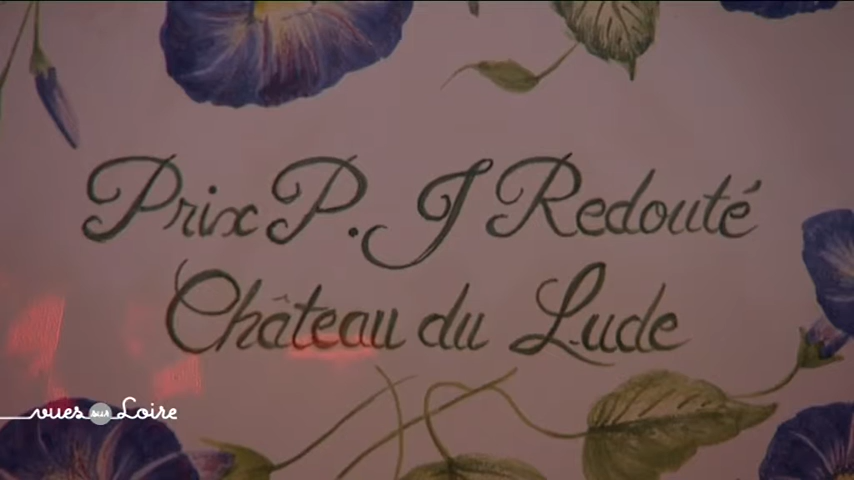 Prix P. J Redouté
Château du Lude
vues sur Loire